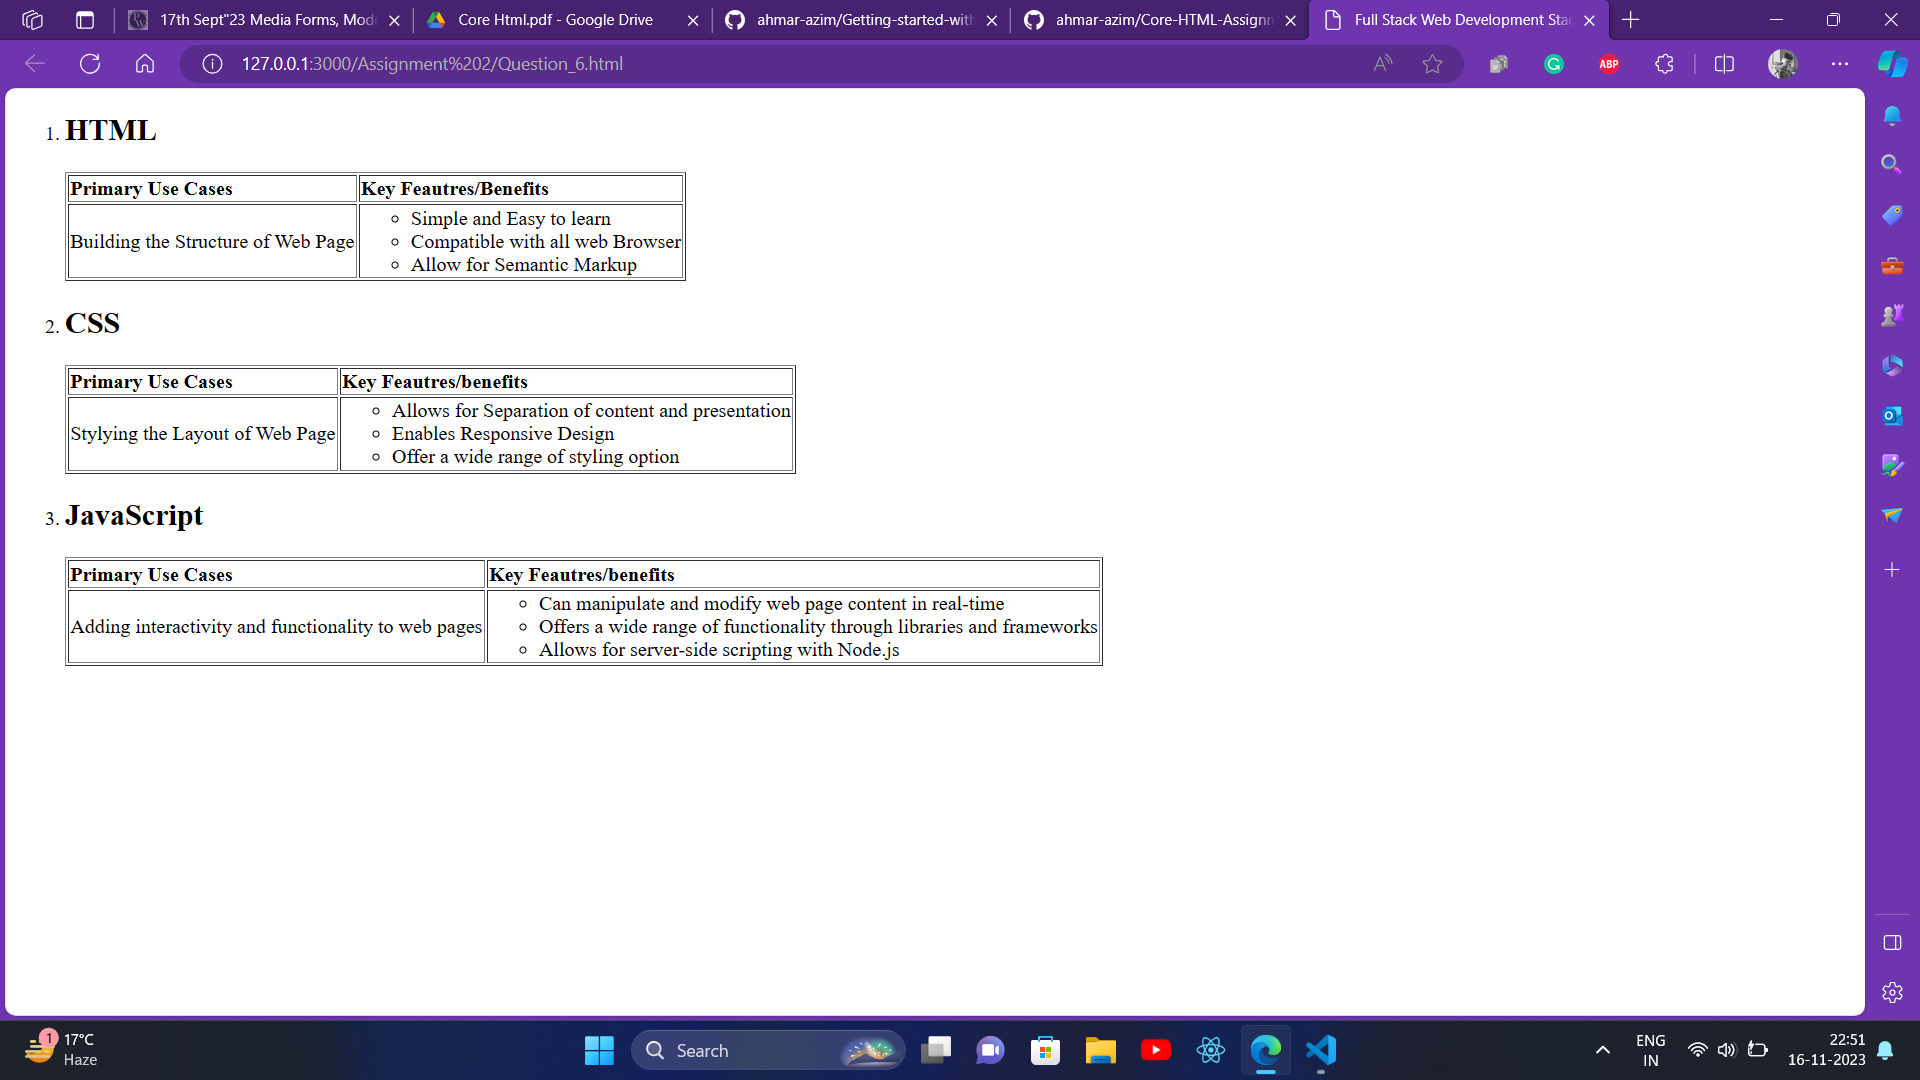 17th Sept"23 Media Forms, Mod
Core Html.pdf - Google Drive
ahmar-azim/Getting-started-with
ahmar-azim/Core-HTML-Assignm
Full Stack Web Development Stac
127.0.0.1:3000/Assignment%202/Question_6.html
ABP
1. HTML
Primary Use Cases Key Feautres/Benefits
Building the Structure of Web Page
Simple and Easy to learn
Compatible with all web Browser
Allow for Semantic Markup
2. CSS
Primary Use Cases Key Feautres/benefits
Stylying the Layout of Web Page
Allows for Separation of content and presentation
Enables Responsive Design
Offer a wide range of styling option
3. JavaScript
Primary Use Cases Key Feautres/benefits
Adding interactivity and functionality to web pages
Can manipulate and modify web page content in real-time
Offers a wide range of functionality through libraries and frameworks
Allows for server-side scripting with Node.js
1
17°C
Haze
Search
ENG
IN
22:51
16-11-2023